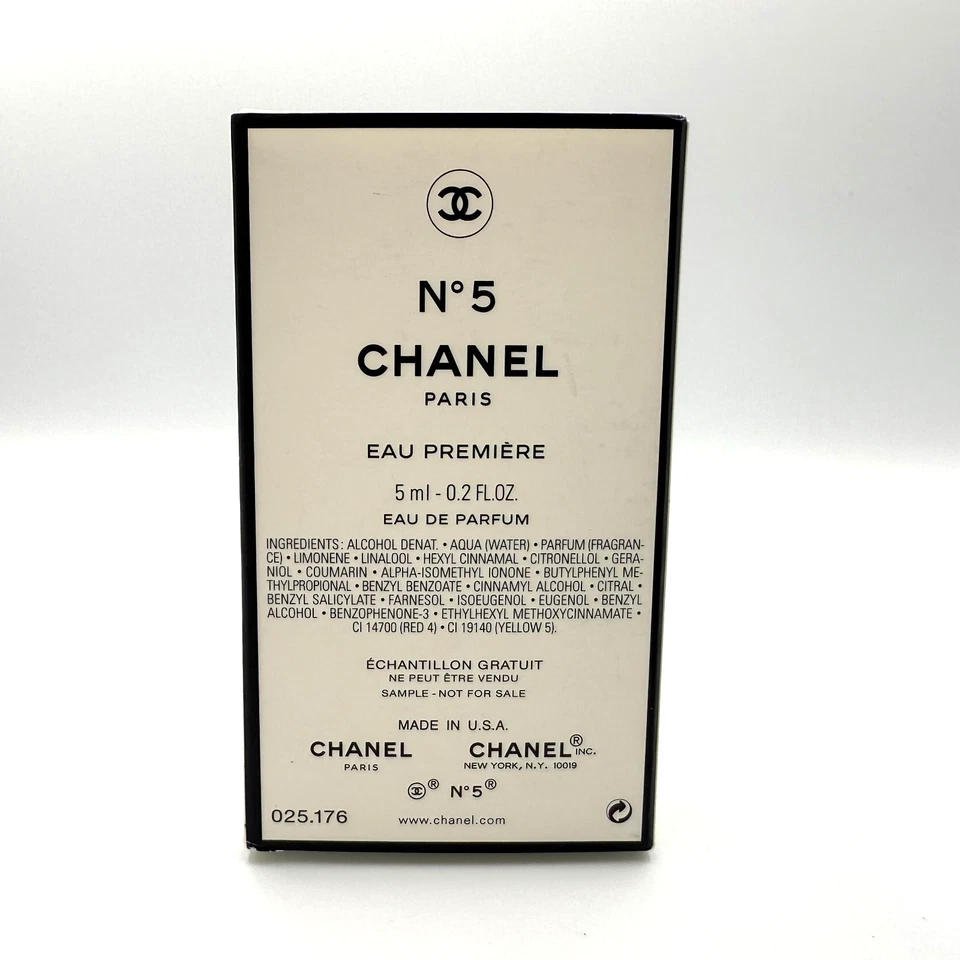 N°5
CHANEL
PARIS
EAU PREMIÈRE
5 ml - 0.2 FL.OZ.
EAU DE PARFUM
INGREDIENTS: ALCOHOL DENAT. • AQUA (WATER) • PARFUM (FRAGRAN-
CE) • LIMONENE • LINALOOL • HEXYL CINNAMAL • CITRONELLOL • GERA-
NIOL • COUMARIN • ALPHA-ISOMETHYL IONONE • BUTYLPHENYL ME-
THYLPROPIONAL • BENZYL BENZOATE • CINNAMYL ALCOHOL • CITRAL •
BENZYL SALICYLATE • FARNESOL • ISOEUGENOL • EUGENOL • BENZYL
ALCOHOL • BENZOPHENONE-3 • ETHYLHEXYL METHOXYCINNAMATE •
CI 14700 (RED 4) • CI 19140 (YELLOW 5).
ÉCHANTILLON GRATUIT
NE PEUT ÊTRE VENDU
SAMPLE - NOT FOR SALE
MADE IN U.S.A.
CHANEL CHANEL® INC.
PARIS NEW YORK, N.Y. 10019
® N°5®
025.176 www.chanel.com